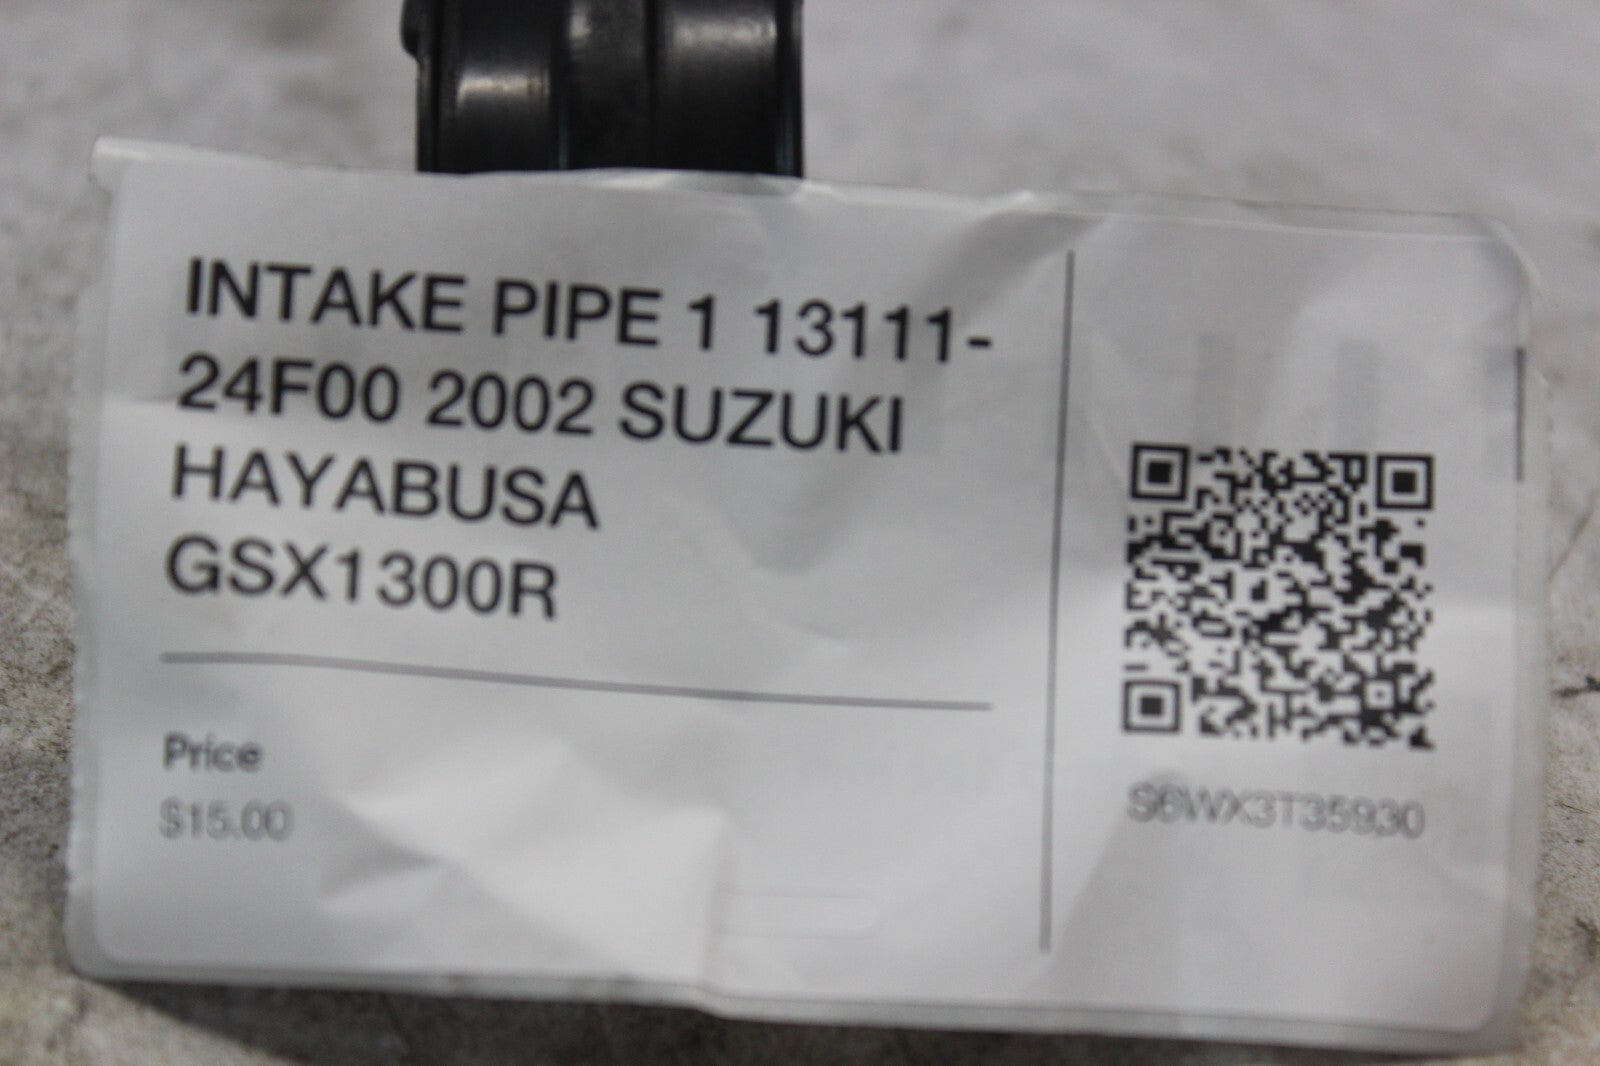 INTAKE PIPE 1 13111-
24F00 2002 SUZUKI
HAYABUSA
GSX1300R
Price
$15.00
S6WX3T35930